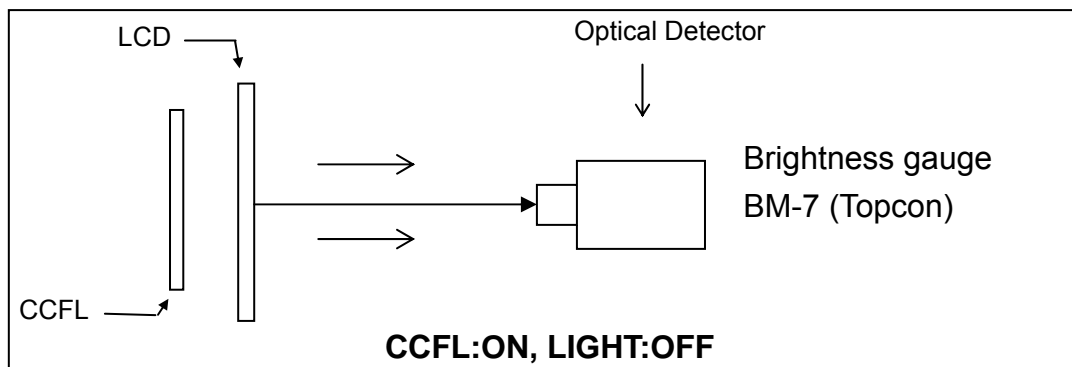 LCD
Optical Detector
Brightness gauge
BM-7 (Topcon)
CCFL
CCFL:ON, LIGHT:OFF